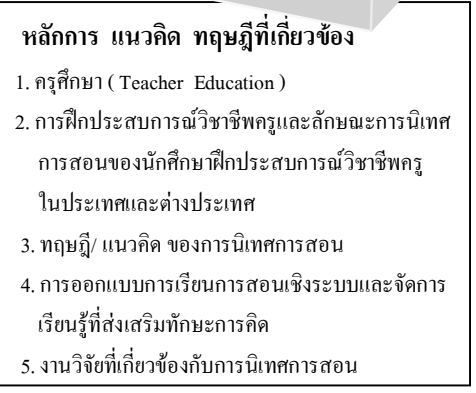 หลักการ แนวคิด ทฤษฎีที่เกี่ยวข้อง
1. ครุศึกษา ( Teacher Education )
2. การฝึกประสบการณ์วิชาชีพครูและลักษณะการนิเทศ
การสอนของนักศึกษาฝึกประสบการณ์วิชาชีพครู
ในประเทศและต่างประเทศ
3. ทฤษฎี/ แนวคิด ของการนิเทศการสอน
4. การออกแบบการเรียนการสอนเชิงระบบและจัดการ
เรียนรู้ที่ส่งเสริมทักษะการคิด
5. งานวิจัยที่เกี่ยวข้องกับการนิเทศการสอน